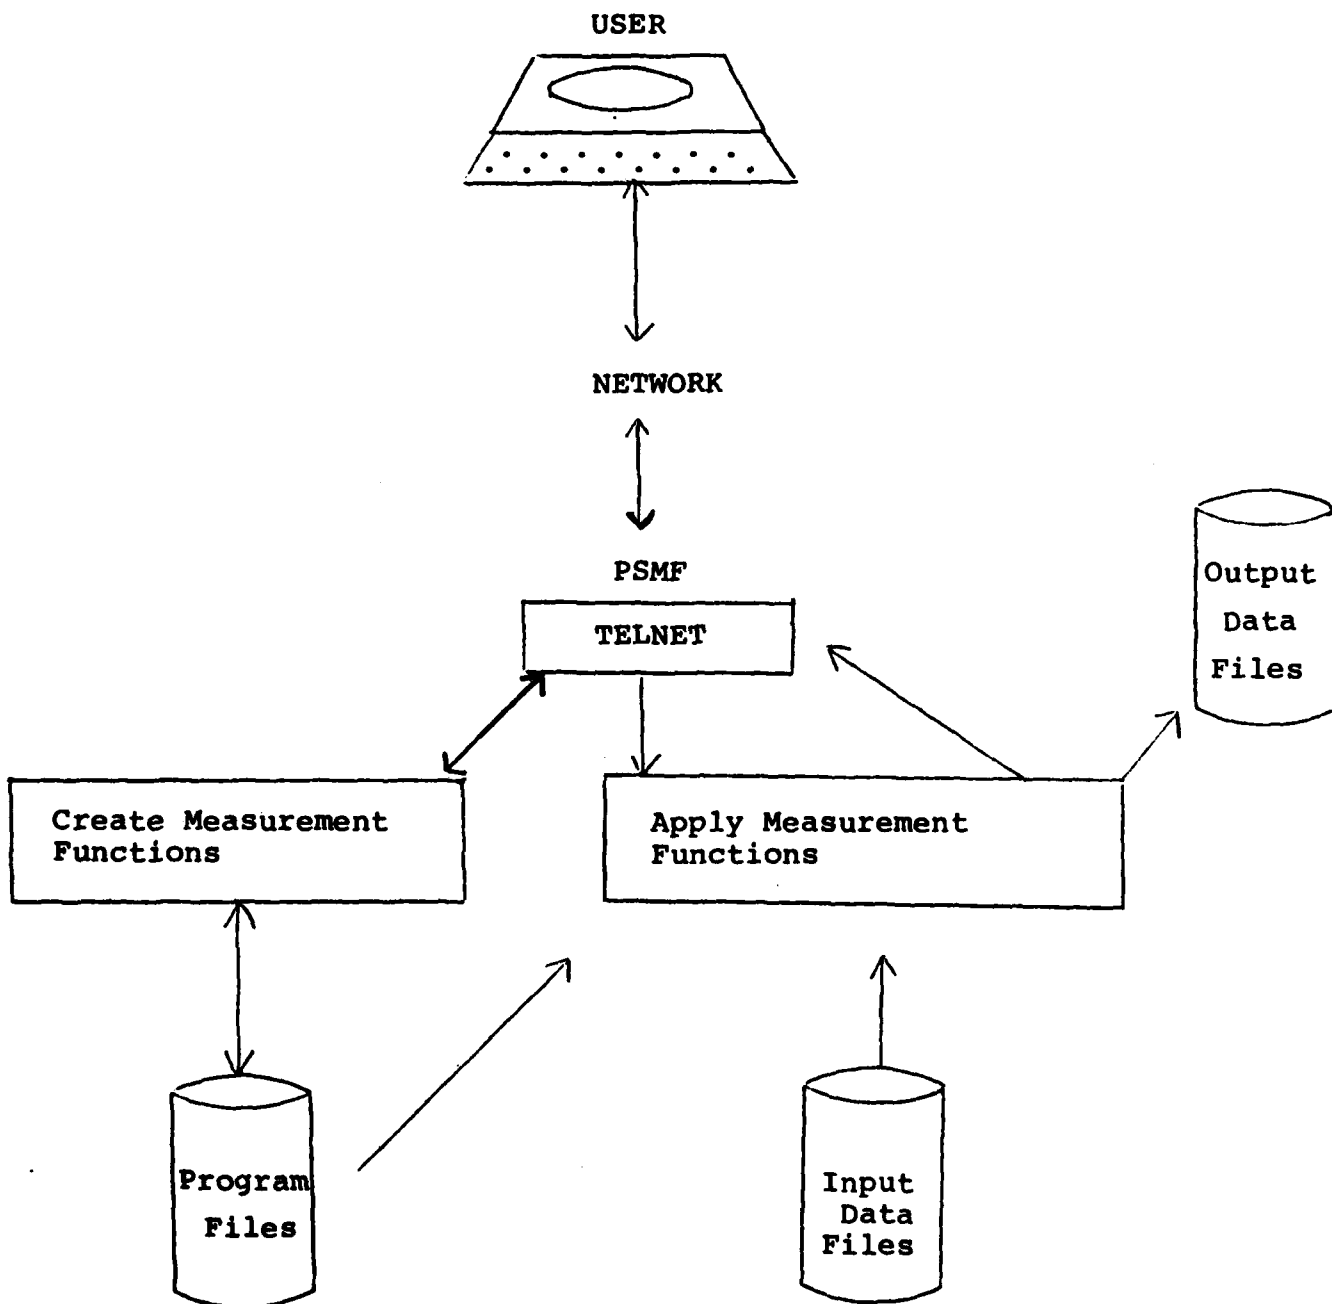 USER
NETWORK
PSMF
TELNET
Output
Data
Files
Create Measurement
Functions
Apply Measurement
Functions
Program
Files
Input
Data
Files